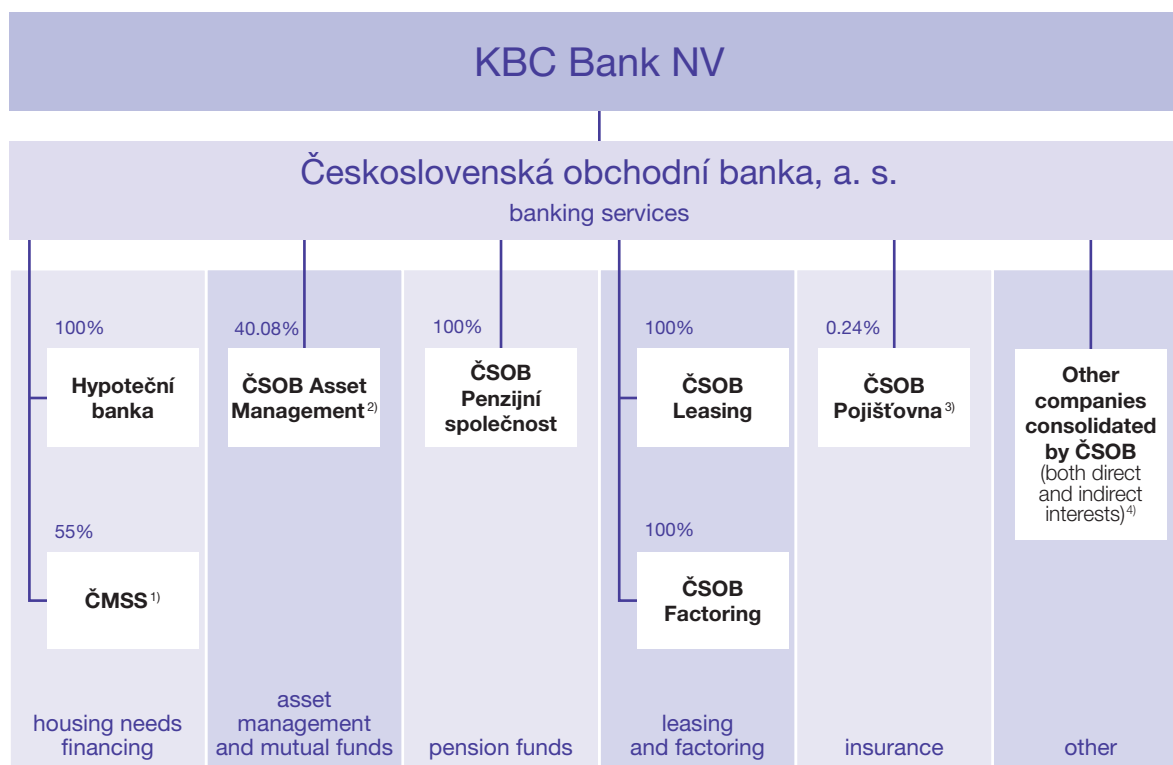 KBC Bank NV
Československá obchodní banka, a. s.
banking services
100%
Hypoteční
banka
55%
ČMSS 1)
housing needs
financing
40.08%
ČSOB Asset
Management 2)
asset
management
and mutual funds
100%
ČSOB
Penzijní
společnost
pension funds
100%
ČSOB
Leasing
100%
ČSOB
Factoring
leasing
and factoring
0.24%
ČSOB
Pojišťovna 3)
insurance
Other
companies
consolidated
by ČSOB
(both direct
and indirect
interests) 4)
other